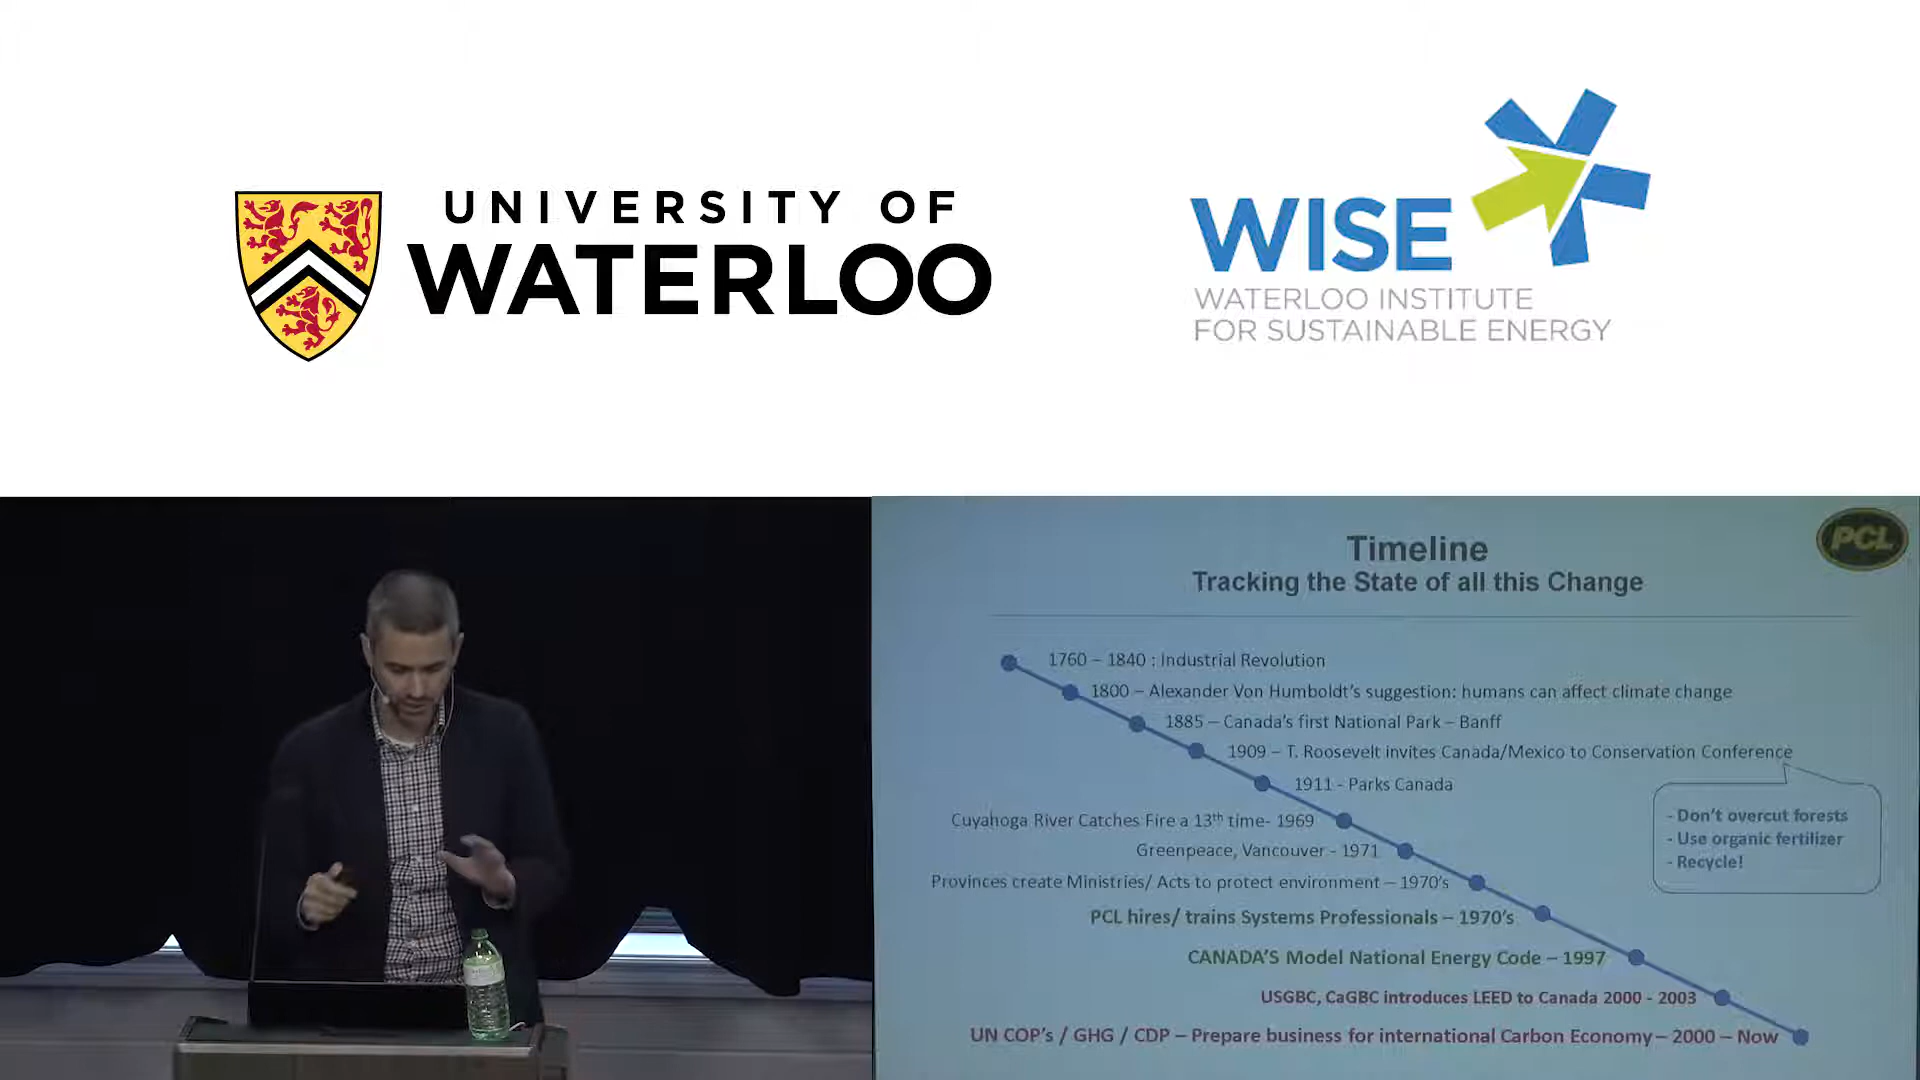 UNIVERSITY OF
WATERLOO
WISE
WATERLOO INSTITUTE
FOR SUSTAINABLE ENERGY
PCL
Timeline
Tracking the State of all this Change
1760 – 1840 : Industrial Revolution
1800 – Alexander Von Humboldt's suggestion: humans can affect climate change
1885 – Canada's first National Park – Banff
1909 – T. Roosevelt invites Canada/Mexico to Conservation Conference
1911 - Parks Canada
- Don't overcut forests
- Use organic fertilizer
- Recycle!
Cuyahoga River Catches Fire a 13th time- 1969
Greenpeace, Vancouver - 1971
Provinces create Ministries/ Acts to protect environment – 1970's
PCL hires/ trains Systems Professionals – 1970's
CANADA'S Model National Energy Code – 1997
USGBC, CaGBC introduces LEED to Canada 2000 - 2003
UN COP's / GHG / CDP – Prepare business for international Carbon Economy – 2000 – Now